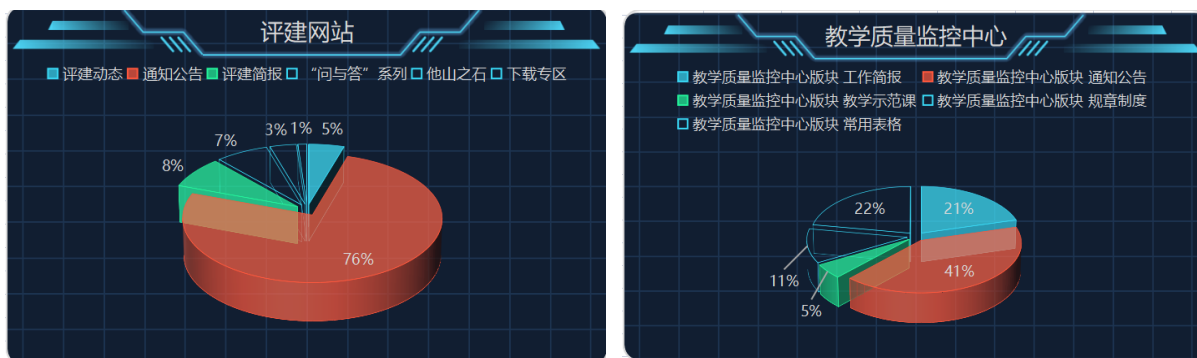 评建网站
评建动态 通知公告 评建简报 “问与答”系列 他山之石 下载专区
3% 1% 5%
7%
8%
76%
教学质量监控中心
教学质量监控中心版块 工作简报 教学质量监控中心版块 通知公告
教学质量监控中心版块 教学示范课 教学质量监控中心版块 规章制度
教学质量监控中心版块 常用表格
22% 21%
41%
11%
5%